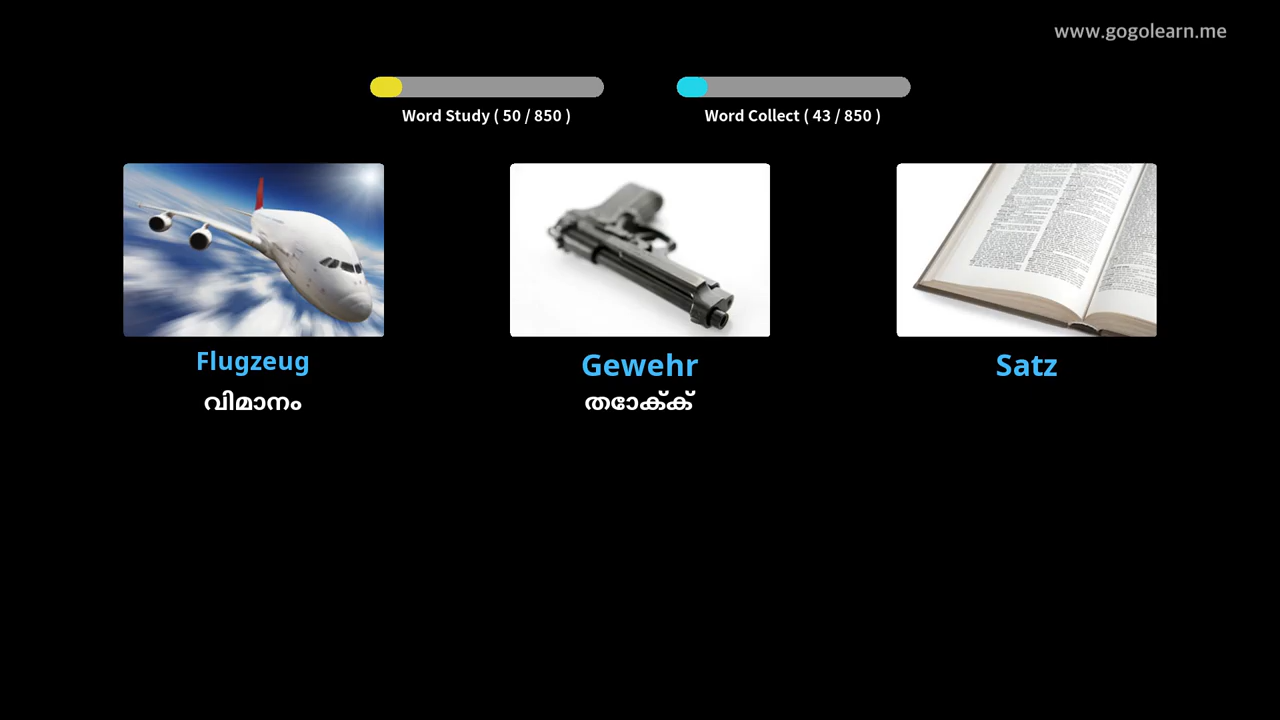 www.gogolearn.me
Word Study ( 50 / 850 )
Word Collect ( 43 / 850 )
Flugzeug
Gewehr
Satz
വിമാനം
തോക്ക്